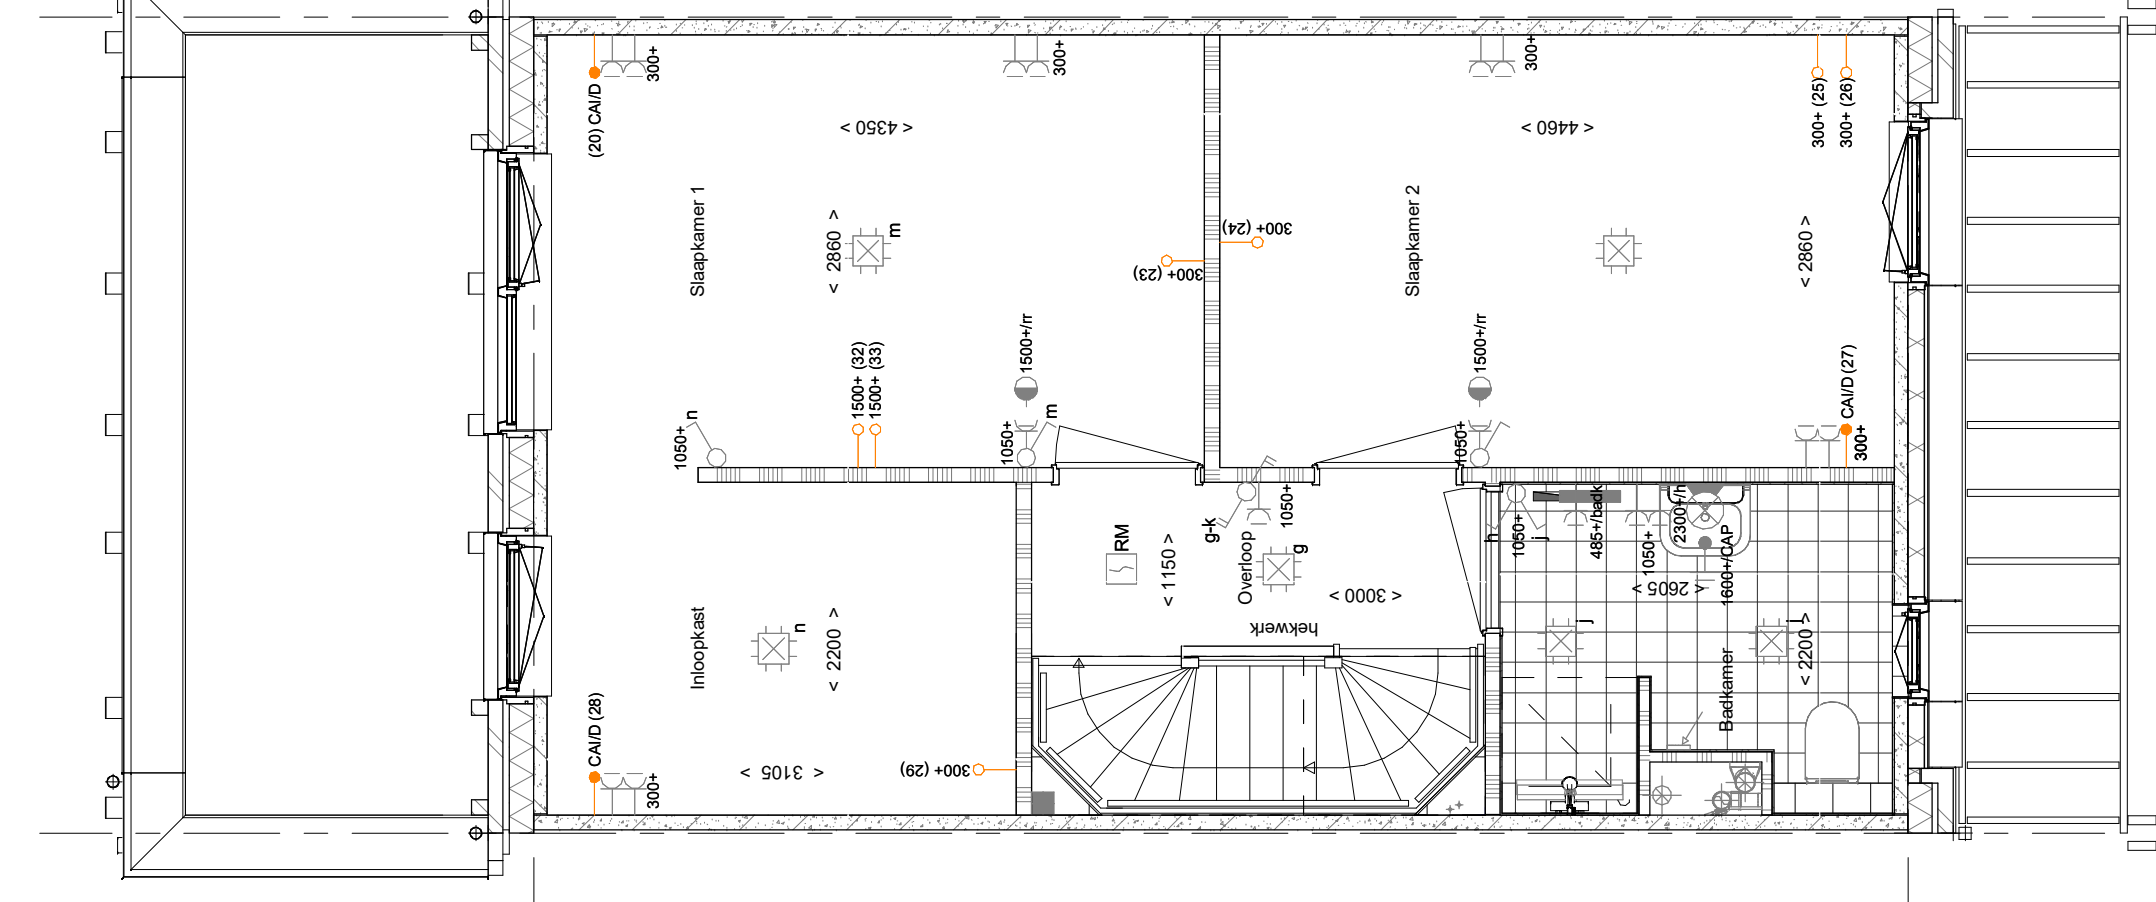 (20) CAI/D
300+
300+
300+
300+ (25)
300+ (26)
< 4350 >
< 4460 >
Slaapkamer 1
< 2860 >
m
300+ (23)
300+ (24)
Slaapkamer 2
< 2860 >
n
1050+
1500+ (32)
1500+ (33)
1500+/rr
1050+
m
1500+/rr
1050+
CAI/D (27)
300+
RM
< 1150 >
g-k
1050+
Overloop
g
< 3000 >
hekwerk
h
1050+
j
485+/badk
1050+
2300+/h
1600+/CAP
< 2605 >
j
j
< 2200 >
Badkamer
Inloopkast
n
< 2200 >
CAI/D (28)
300+
< 3105 >
300+ (29)